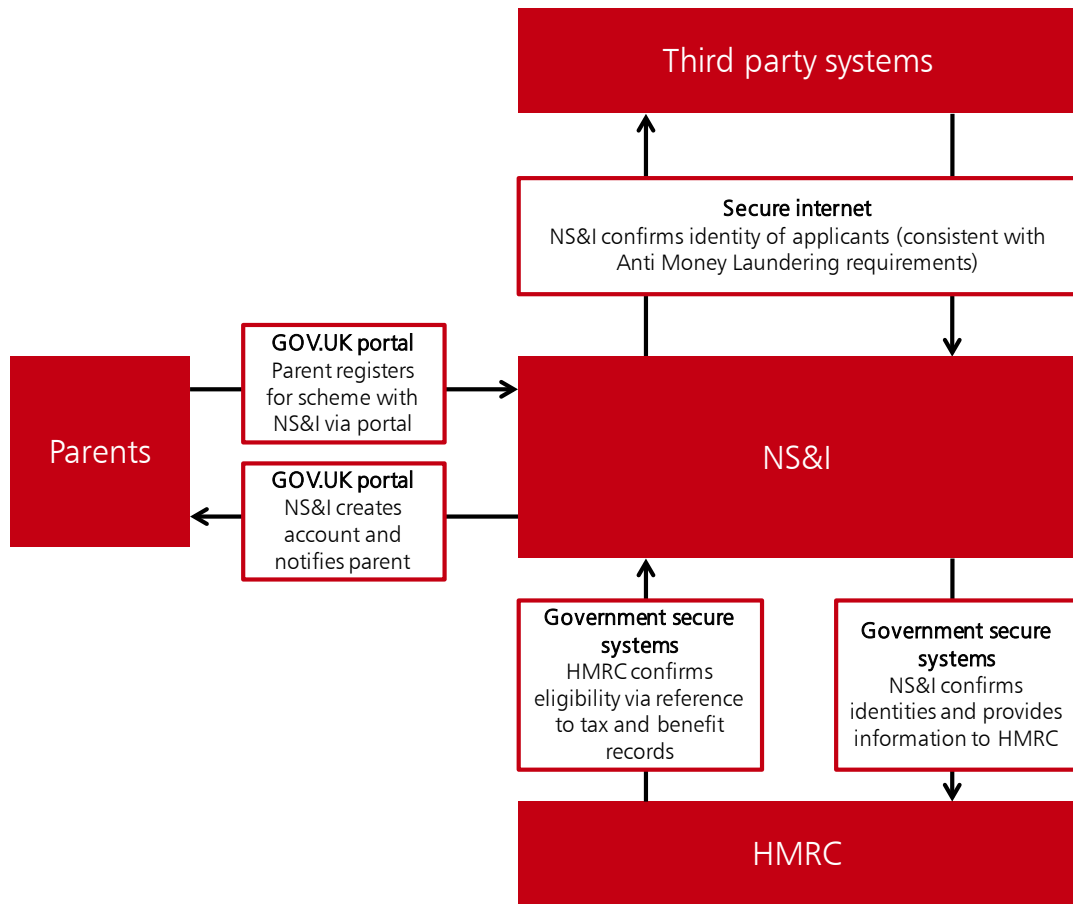 Third party systems
Secure internet
NS&I confirms identity of applicants (consistent with
Anti Money Laundering requirements)
GOV.UK portal
Parent registers
for scheme with
NS&I via portal
Parents
NS&I
GOV.UK portal
NS&I creates
account and
notifies parent
Government secure
systems
HMRC confirms
eligibility via reference
to tax and benefit
records
Government secure
systems
NS&I confirms
identities and provides
information to HMRC
HMRC